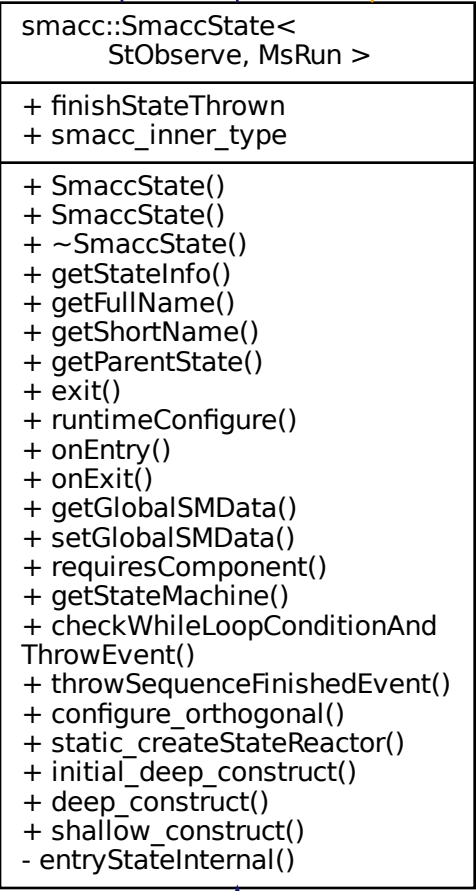 smacc::SmaccState<
StObserve, MsRun >
+ finishStateThrown
+ smacc_inner_type
+ SmaccState()
+ SmaccState()
+ ~SmaccState()
+ getStateInfo()
+ getFullName()
+ getShortName()
+ getParentState()
+ exit()
+ runtimeConfigure()
+ onEntry()
+ onExit()
+ getGlobalSMData()
+ setGlobalSMData()
+ requiresComponent()
+ getStateMachine()
+ checkWhileLoopConditionAnd
ThrowEvent()
+ throwSequenceFinishedEvent()
+ configure_orthogonal()
+ static_createStateReactor()
+ initial_deep_construct()
+ deep_construct()
+ shallow_construct()
- entryStateInternal()